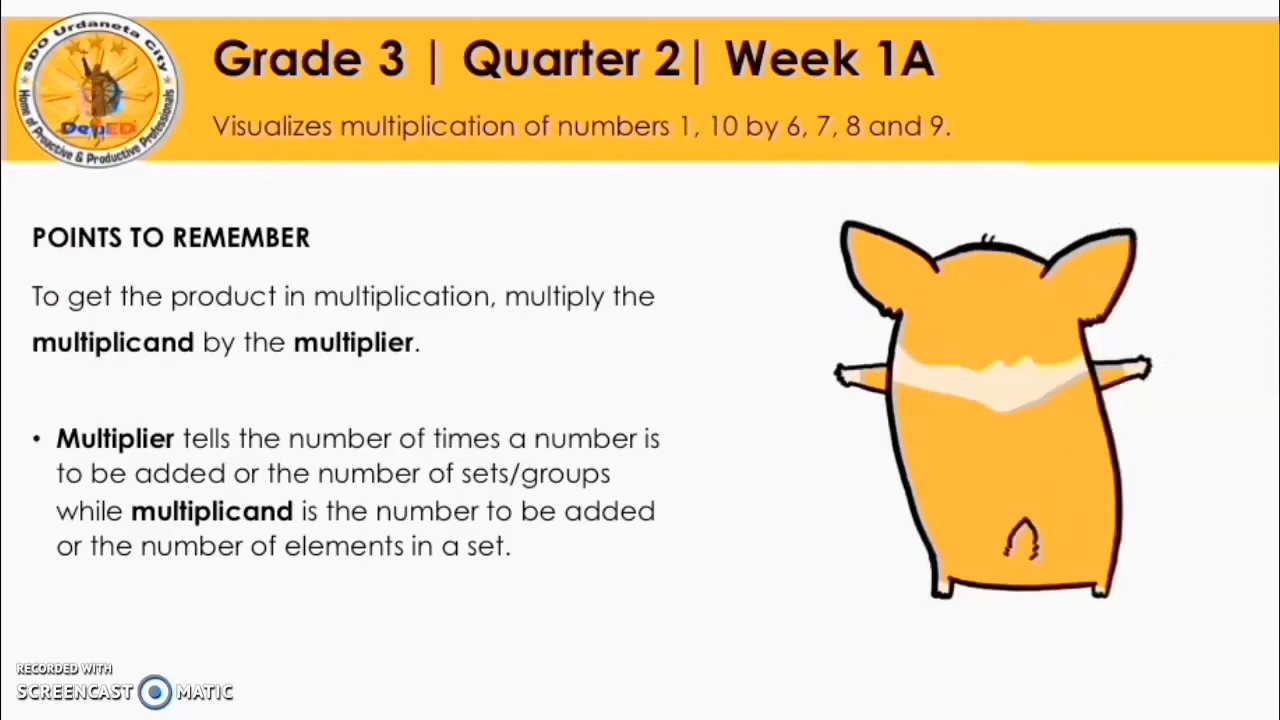 SDO Urdaneta City
DepED
Home of Proactive & Productive Professionals
Grade 3 | Quarter 2| Week 1A
Visualizes multiplication of numbers 1, 10 by 6, 7, 8 and 9.
POINTS TO REMEMBER
To get the product in multiplication, multiply the
multiplicand by the multiplier.
• Multiplier tells the number of times a number is
to be added or the number of sets/groups
while multiplicand is the number to be added
or the number of elements in a set.
RECORDED WITH
SCREENCAST MATIC